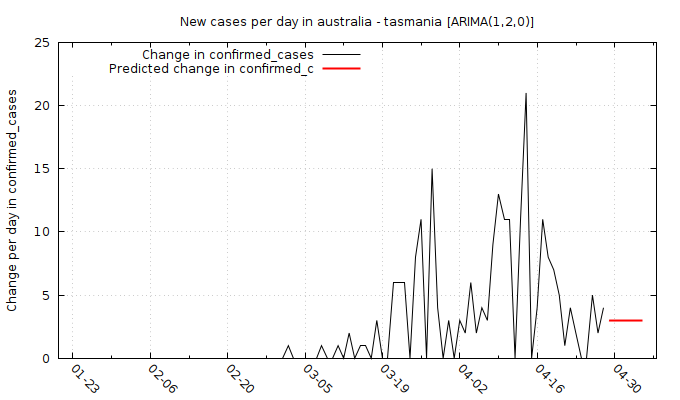 New cases per day in australia - tasmania [ARIMA(1,2,0)]
Change in confirmed_cases
Predicted change in confirmed_c
Change per day in confirmed_cases
25
20
15
10
5
0
01-23 02-06 02-20 03-05 03-19 04-02 04-16 04-30